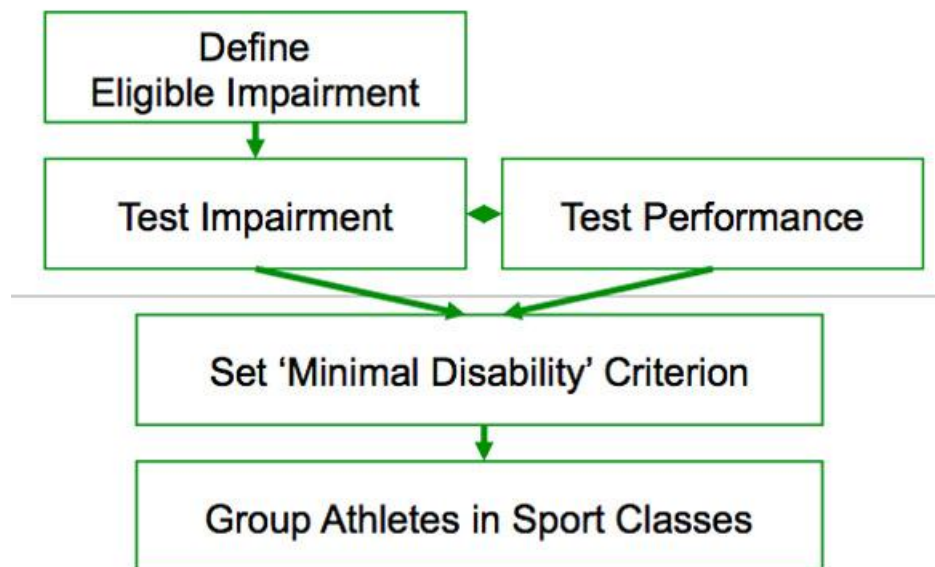 Define
Eligible Impairment
Test Impairment
Test Performance
Set ‘Minimal Disability’ Criterion
Group Athletes in Sport Classes